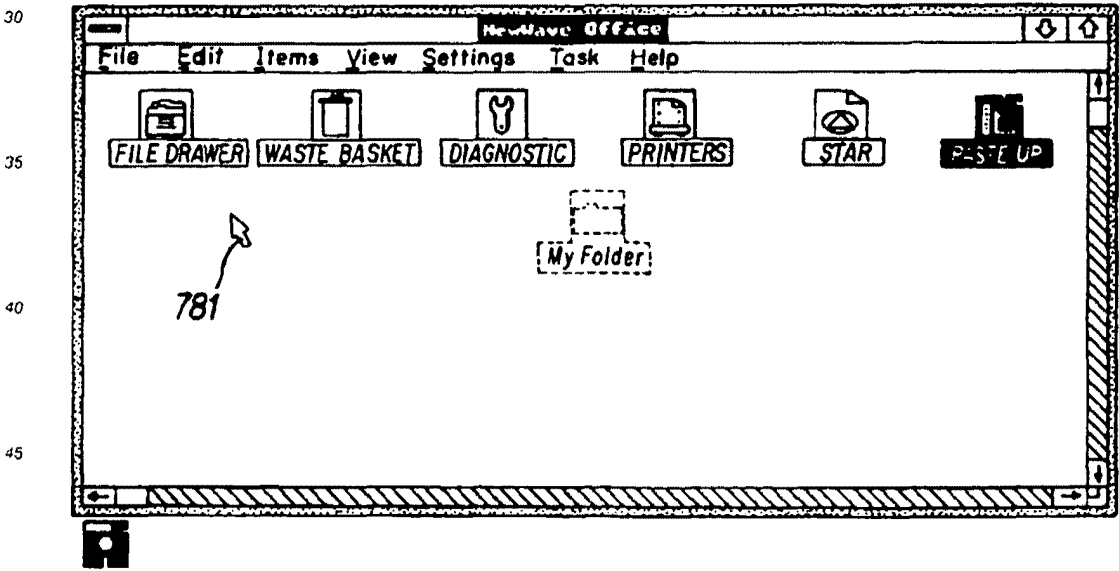 30
NewWave Office
File Edit Items View Settings Task Help
FILE DRAWER WASTE BASKET DIAGNOSTIC PRINTERS STAR PASTE UP
35
My Folder
781
40
45